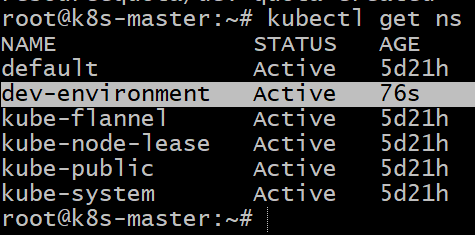 root@k8s-master:~# kubectl get ns
NAME STATUS AGE
default Active 5d21h
dev-environment Active 76s
kube-flannel Active 5d21h
kube-node-lease Active 5d21h
kube-public Active 5d21h
kube-system Active 5d21h
root@k8s-master:~#